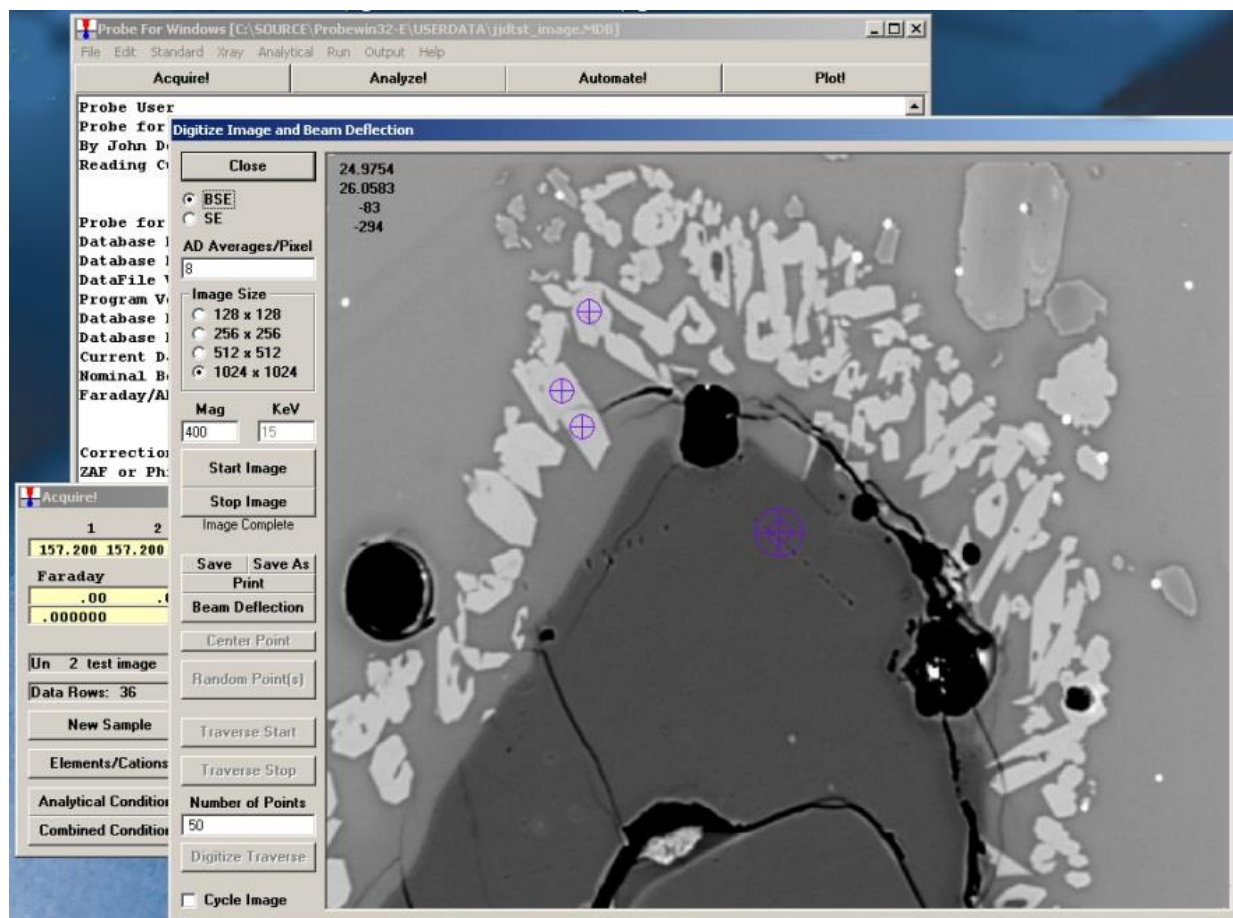 Probe For Windows [C:\SOURCE\Probewin32-E\USERDATA\jjdtst_image.MDB]
File Edit Standard Xray Analytical Run Output Help
Acquire! Analyze! Automate! Plot!
Probe User
Probe for
By John D
Reading C
Probe for
Database
Database
DataFile
Program V
Database
Database
Current D
Nominal B
Faraday/A
Correction
ZAF or Ph
Digitize Image and Beam Deflection
Close
BSE
SE
AD Averages/Pixel
8
Image Size
128 x 128
256 x 256
512 x 512
1024 x 1024
Mag KeV
400 15
Start Image
Stop Image
Image Complete
Save Save As
Print
Beam Deflection
Center Point
Random Point(s)
Traverse Start
Traverse Stop
Number of Points
50
Digitize Traverse
Cycle Image
24.9754
26.0583
-83
-294
Acquire!
1 2
157.200 157.200
Faraday
.00
.000000
Un 2 test image
Data Rows: 36
New Sample
Elements/Cations
Analytical Condition
Combined Condition